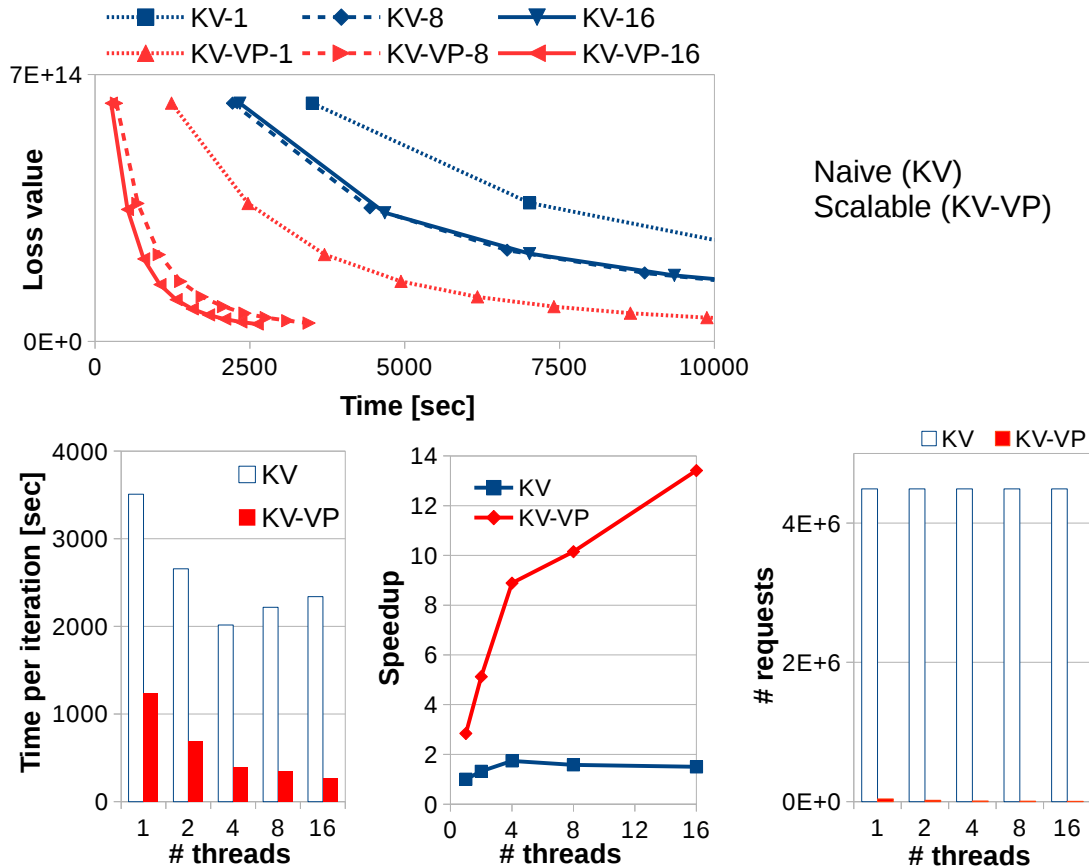 KV-1 KV-8 KV-16
KV-VP-1 KV-VP-8 KV-VP-16
7E+14
0E+0
Loss value
0 2500 5000 7500 10000
Time [sec]
Naive (KV)
Scalable (KV-VP)
4000
3000
2000
1000
0
Time per iteration [sec]
KV
KV-VP
1 2 4 8 16
# threads
14
12
10
8
6
4
2
0
Speedup
KV
KV-VP
0 4 8 12 16
# threads
KV KV-VP
4E+6
2E+6
0E+0
# requests
1 2 4 8 16
# threads